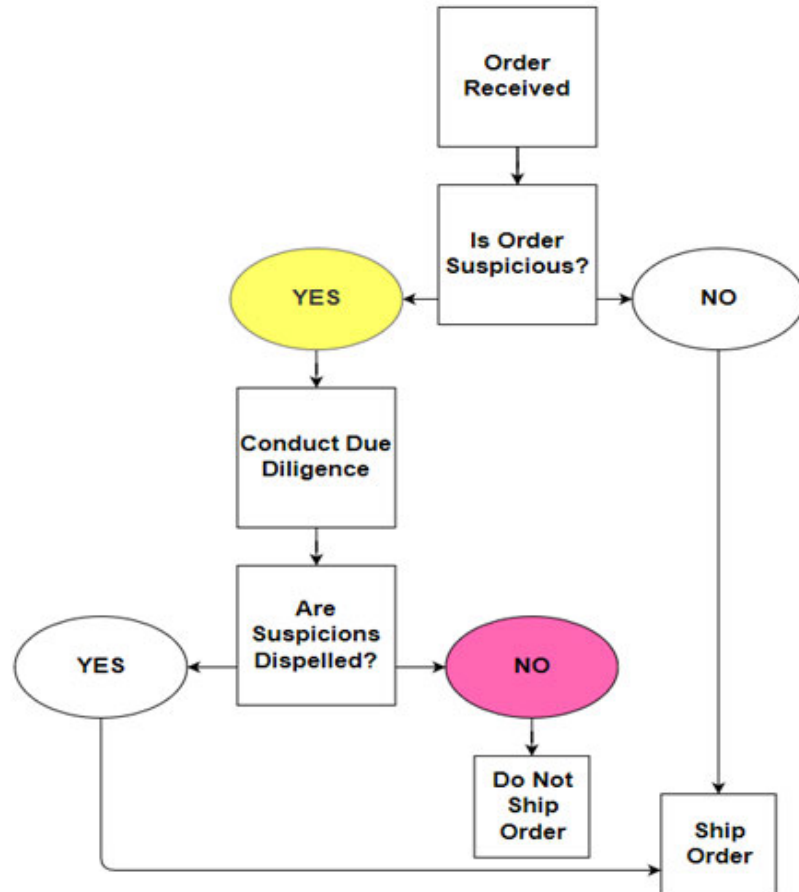 Order
Received
Is Order
Suspicious?
YES
NO
Conduct Due
Diligence
Are
Suspicions
Dispelled?
YES
NO
Do Not
Ship
Order
Ship
Order